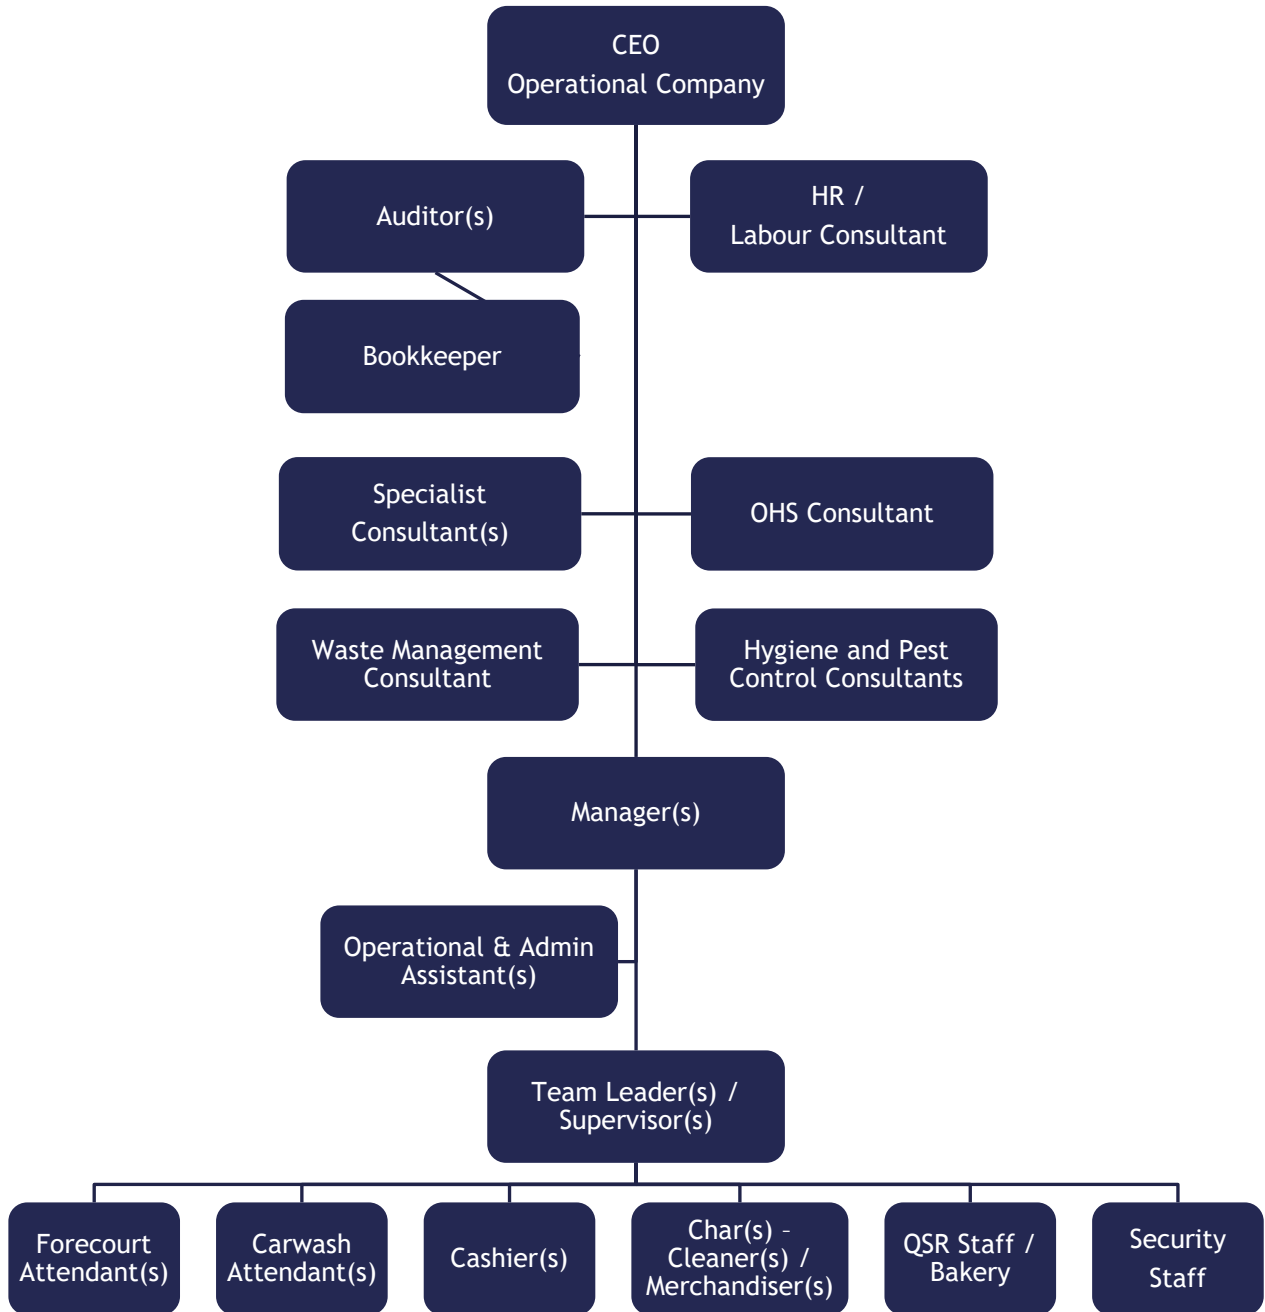 CEO
Operational Company
Auditor(s)
HR /
Labour Consultant
Bookkeeper
Specialist
Consultant(s)
OHS Consultant
Waste Management
Consultant
Hygiene and Pest
Control Consultants
Manager(s)
Operational & Admin
Assistant(s)
Team Leader(s) /
Supervisor(s)
Forecourt
Attendant(s)
Carwash
Attendant(s)
Cashier(s)
Char(s) –
Cleaner(s) /
Merchandiser(s)
QSR Staff /
Bakery
Security
Staff